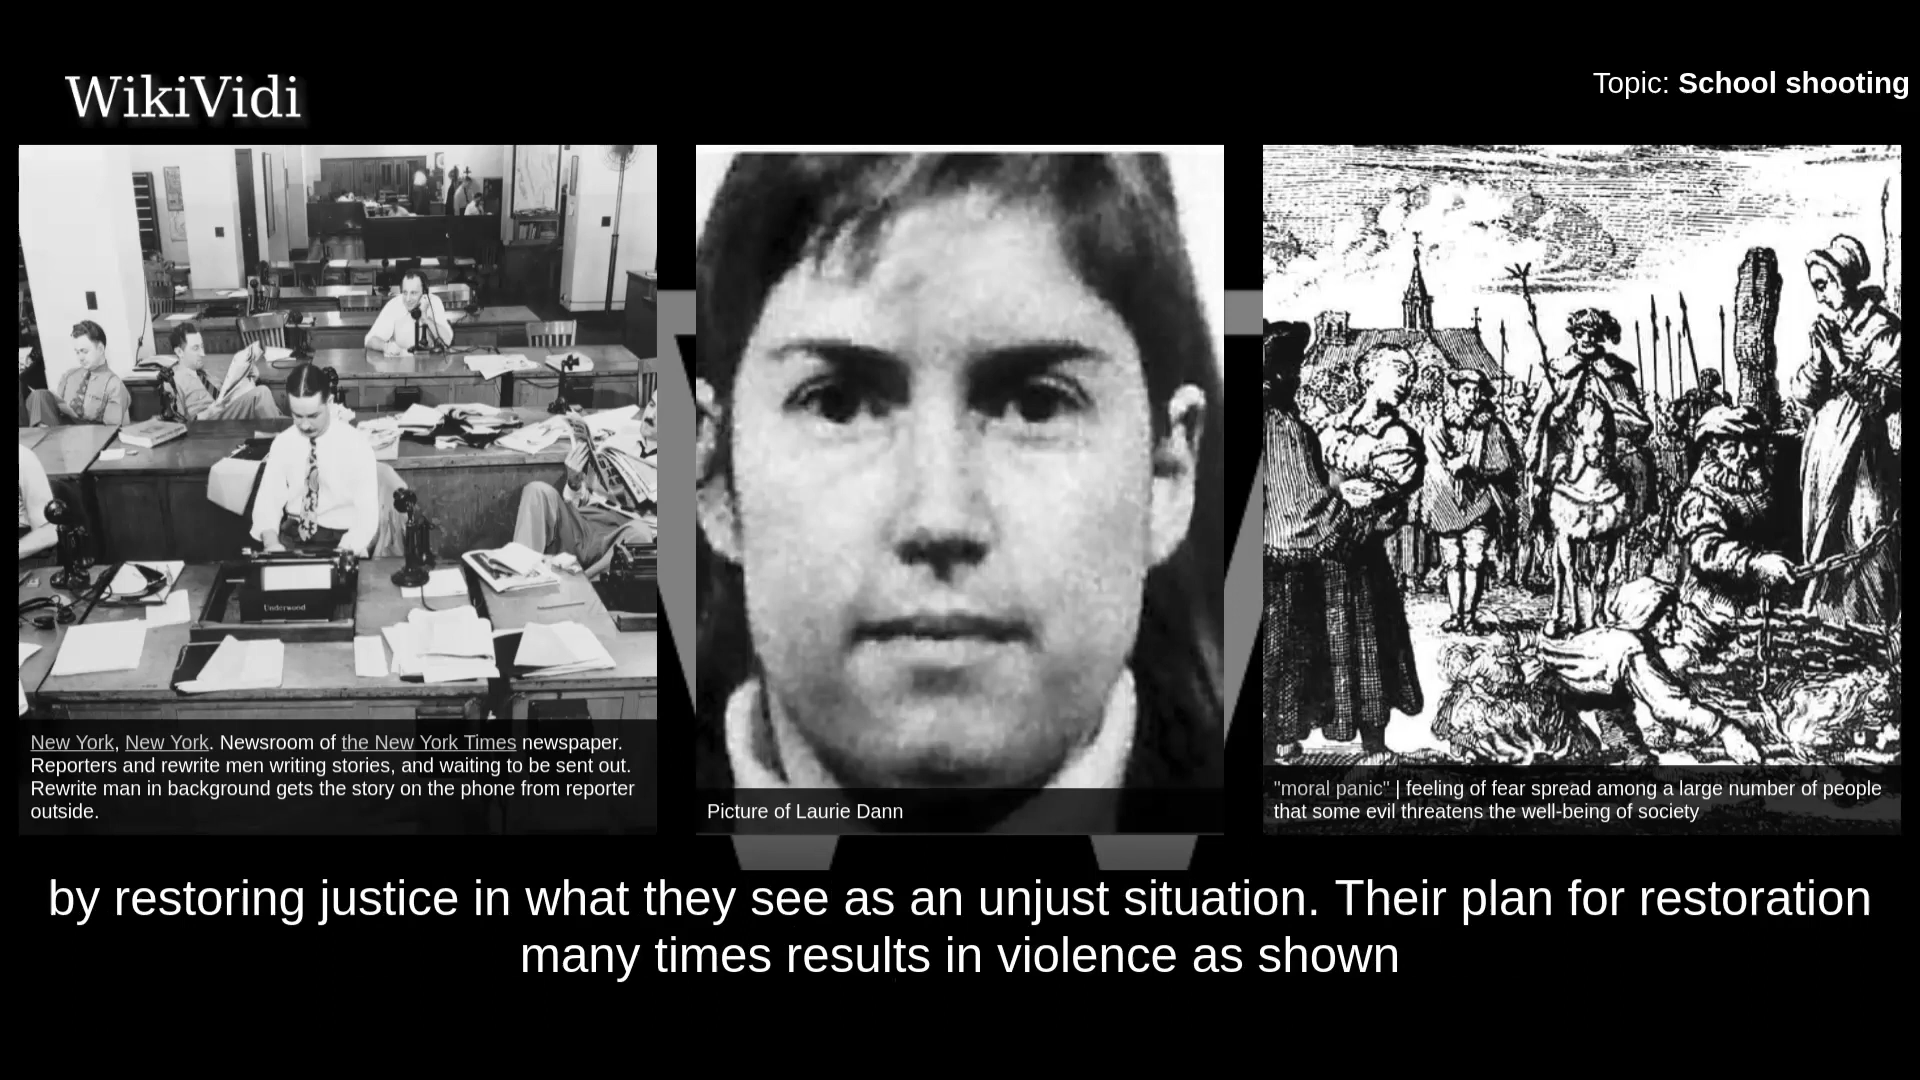 WikiVidi
Topic: School shooting
Underwood
New York, New York. Newsroom of the New York Times newspaper.
Reporters and rewrite men writing stories, and waiting to be sent out.
Rewrite man in background gets the story on the phone from reporter
outside.
Picture of Laurie Dann
"moral panic" | feeling of fear spread among a large number of people
that some evil threatens the well-being of society
by restoring justice in what they see as an unjust situation. Their plan for restoration
many times results in violence as shown